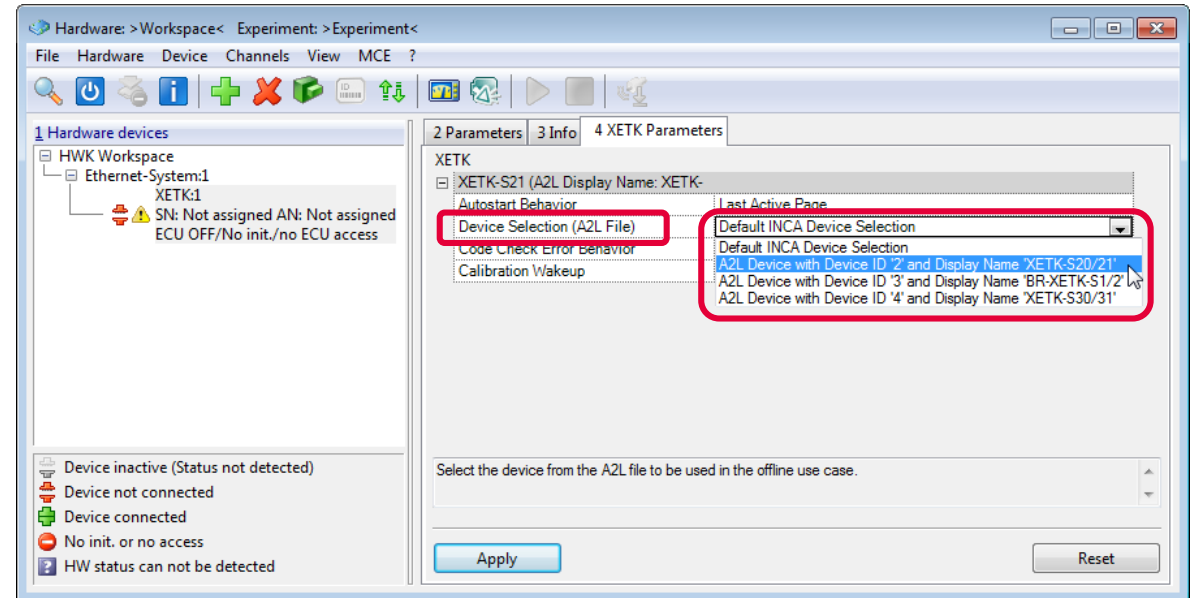 Hardware: >Workspace<   Experiment: >Experiment<
File Hardware Device Channels View MCE ?
1 Hardware devices
HWK Workspace
Ethernet-System:1
XETK:1
SN: Not assigned AN: Not assigned
ECU OFF/No init./no ECU access
Device inactive (Status not detected)
Device not connected
Device connected
No init. or no access
HW status can not be detected
2 Parameters 3 Info 4 XETK Parameters
XETK
XETK-S21 (A2L Display Name: XETK-
Autostart Behavior Last Active Page
Device Selection (A2L File) Default INCA Device Selection
Code Check Error Behavior Default INCA Device Selection
Calibration Wakeup A2L Device with Device ID '2' and Display Name 'XETK-S20/21'
A2L Device with Device ID '3' and Display Name 'BR-XETK-S1/2'
A2L Device with Device ID '4' and Display Name 'XETK-S30/31'
Select the device from the A2L file to be used in the offline use case.
Apply Reset